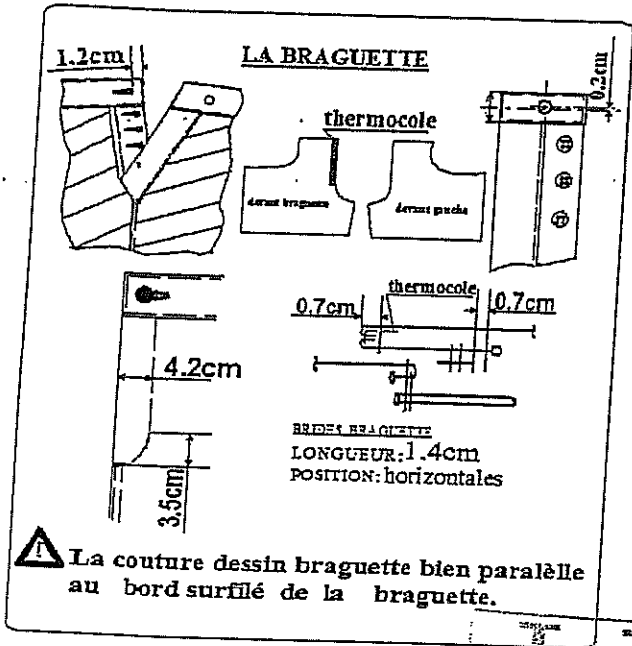 LA BRAGUETTE
1.2cm
0.2cm
thermocole
devant braguette
devant gauche
thermocole
0.7cm
0.7cm
4.2cm
3.5cm
BRIDES BRAGUETTE
LONGUEUR: 1.4cm
POSITION: horizontales
La couture dessin braguette bien paralèlle
au bord surfilé de la braguette.